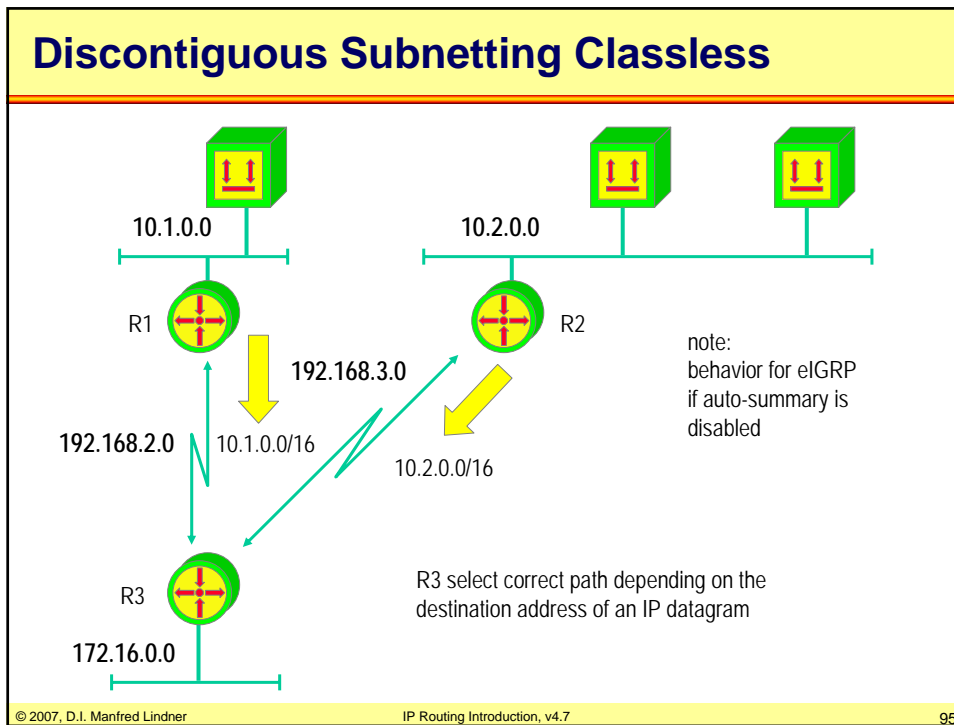 Discontiguous Subnetting Classless
10.1.0.0
10.2.0.0
R1
R2
192.168.3.0
note:
behavior for eIGRP
if auto-summary is
disabled
192.168.2.0
10.1.0.0/16
10.2.0.0/16
R3
R3 select correct path depending on the
destination address of an IP datagram
172.16.0.0
© 2007, D.I. Manfred Lindner
IP Routing Introduction, v4.7
95